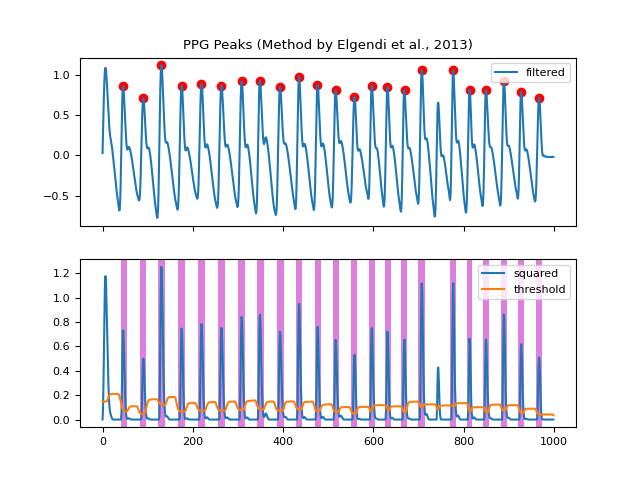 PPG Peaks (Method by Elgendi et al., 2013)
filtered
1.0
0.5
0.0
−0.5
squared
threshold
1.2
1.0
0.8
0.6
0.4
0.2
0.0
0 200 400 600 800 1000